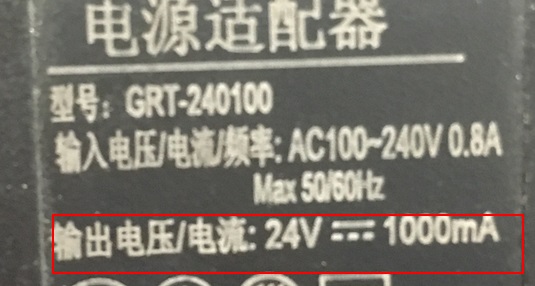 电源适配器
型号: GRT-240100
输入电压/电流/频率: AC100~240V 0.8A
Max 50/60Hz
输出电压/电流: 24V ⎓ 1000mA